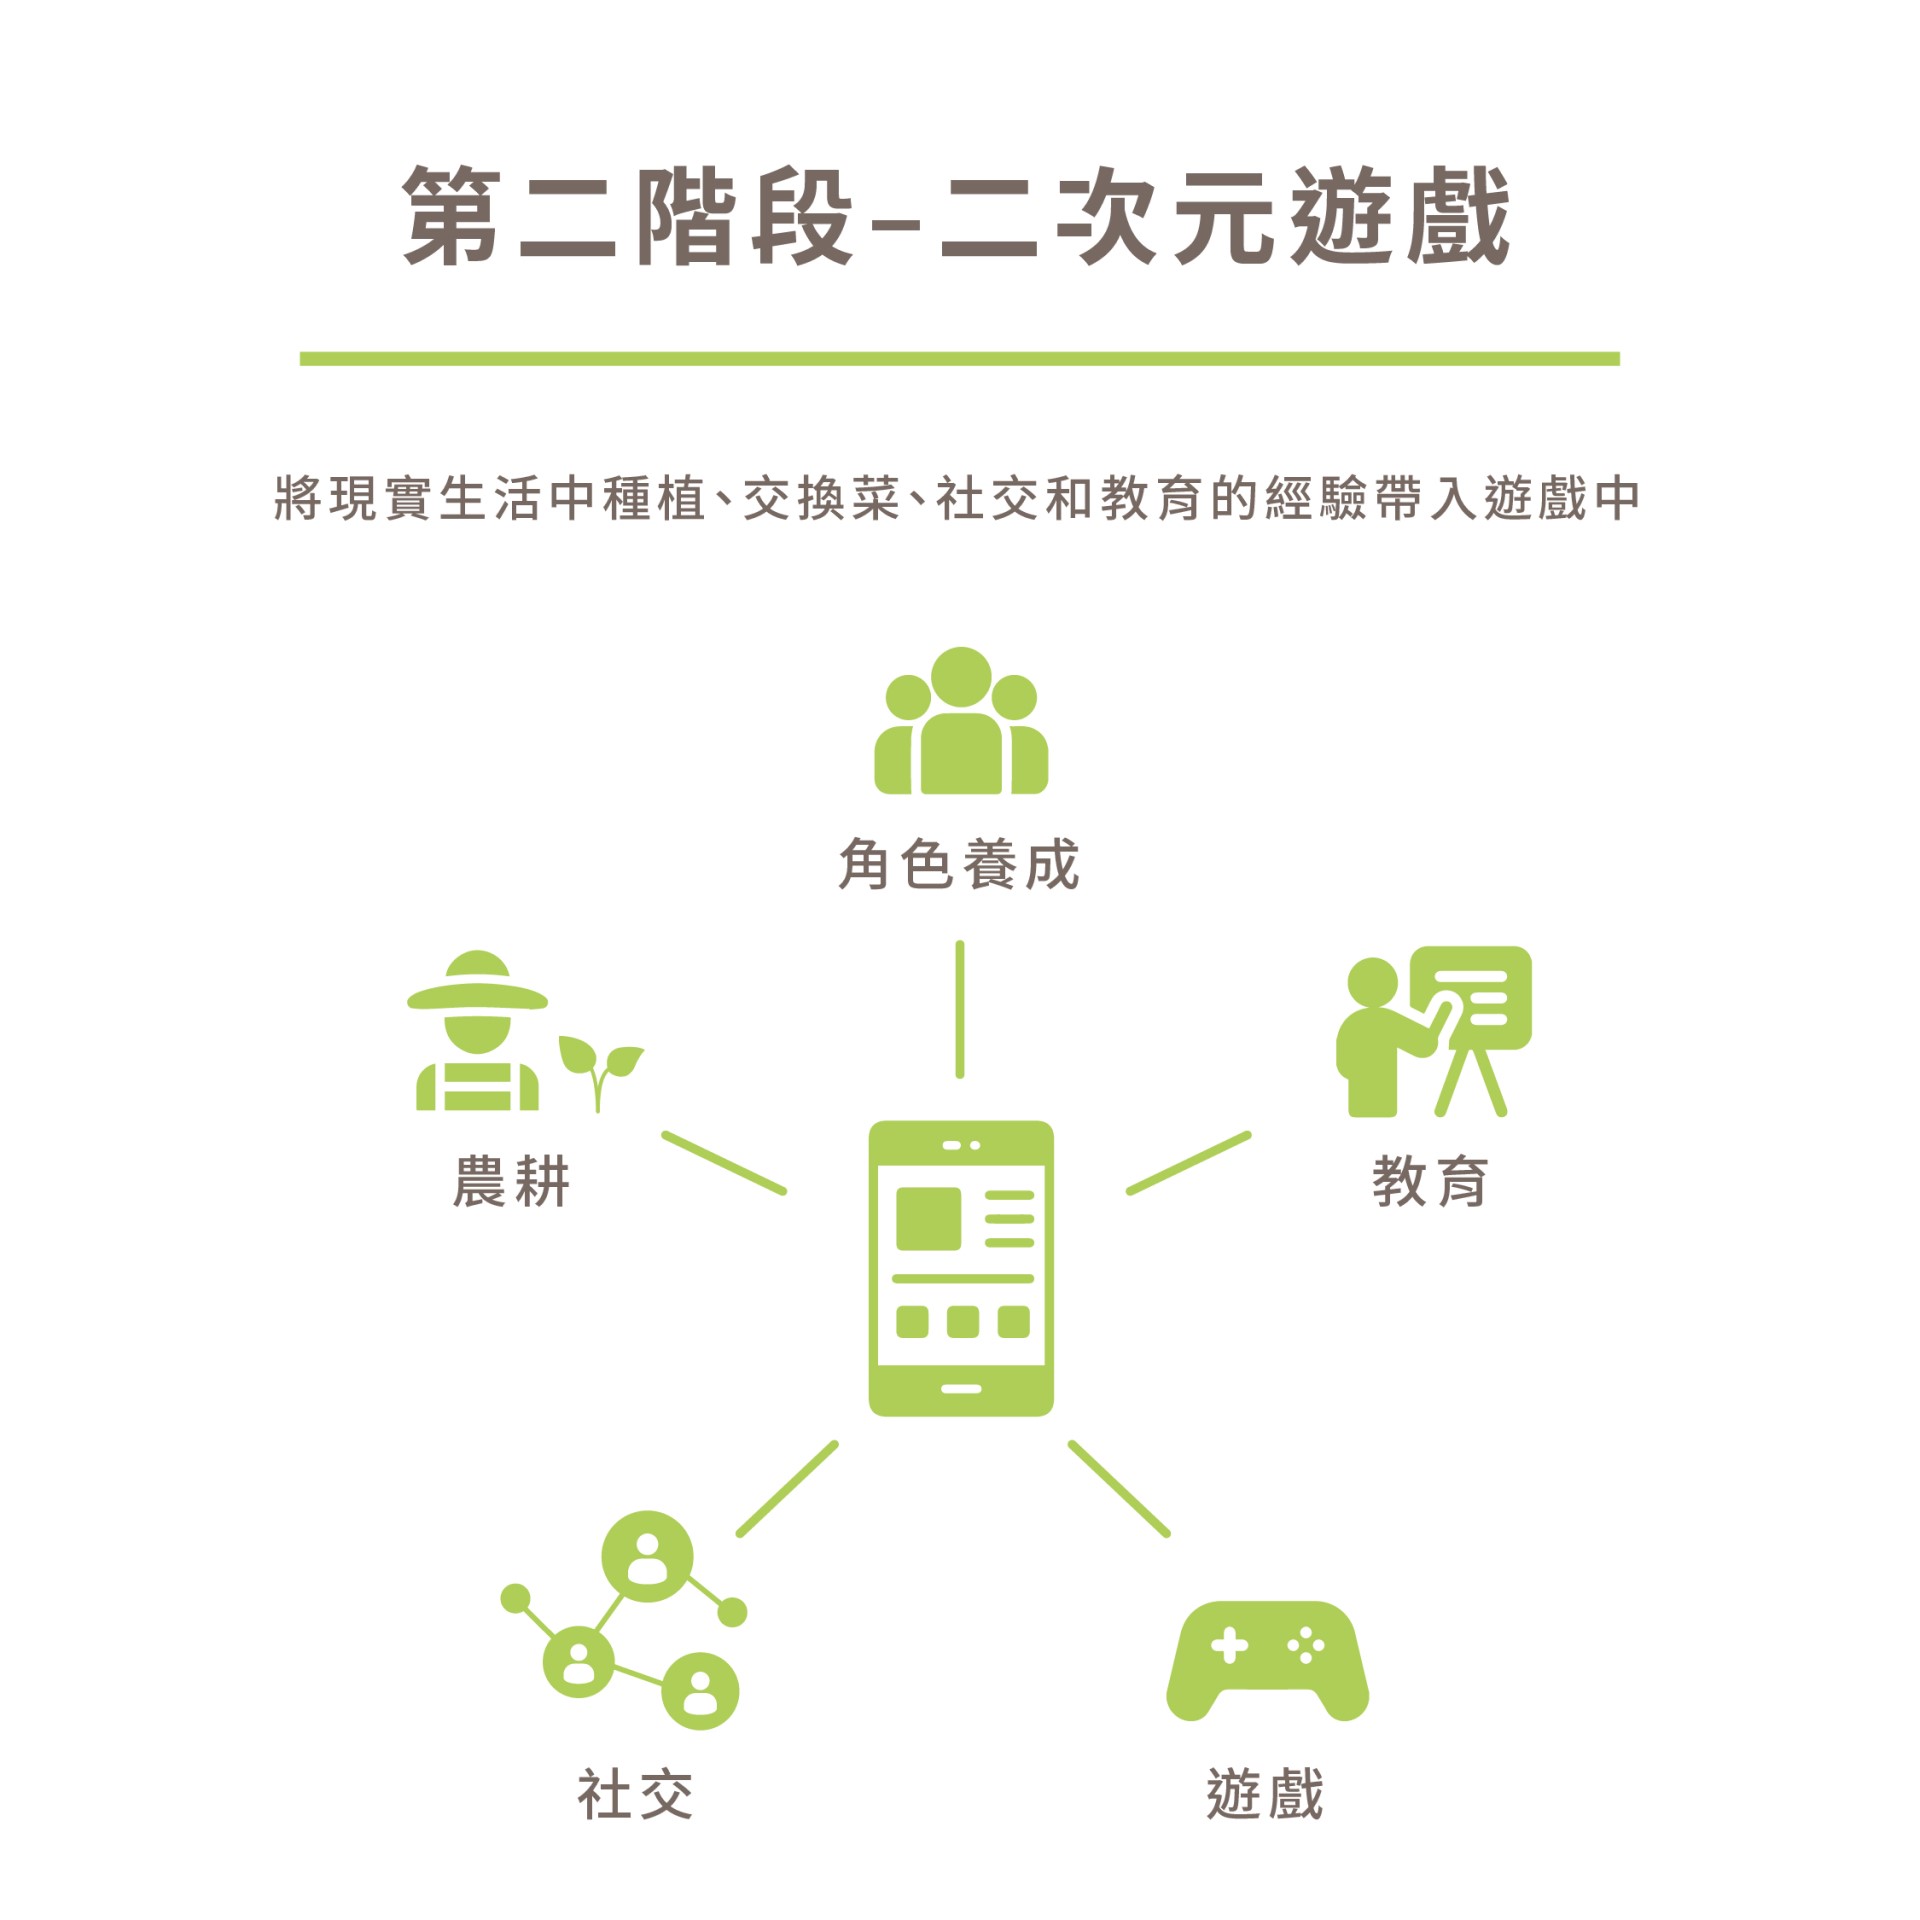 第二階段-二次元遊戲
將現實生活中種植、交換菜、社交和教育的經驗帶入遊戲中
角色養成
農耕
教育
社交
遊戲